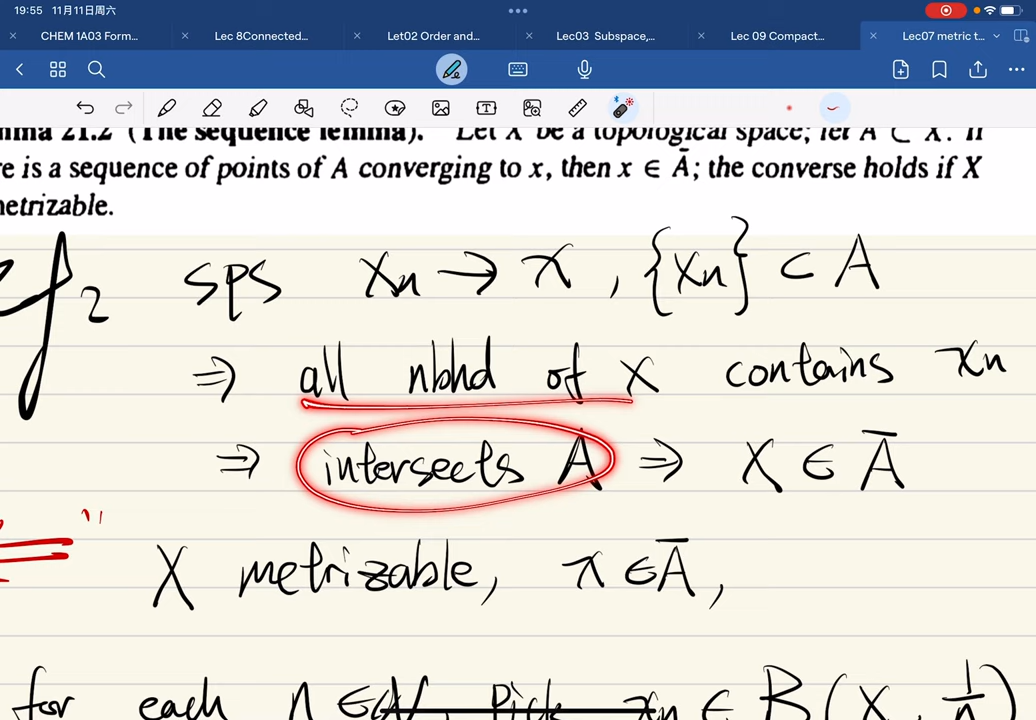 19:55 11月11日周六
CHEM 1A03 Form... Lec 8Connected... Let02 Order and... Lec03 Subspace,... Lec 09 Compact... Lec07 metric t...
mma 21.2 (The sequence lemma). Let X be a topological space; let A ⊂ X. If
re is a sequence of points of A converging to x, then x ∈ Ā; the converse holds if X
metrizable.
sps xn → x, {xn} ⊂ A
⇒ all nbhd of x contains xn
⇒ intersects A ⇒ x ∈ Ā
X metrizable, x ∈ Ā,
for each n ∈ N, Pick xn ∈ B(x, 1/n)